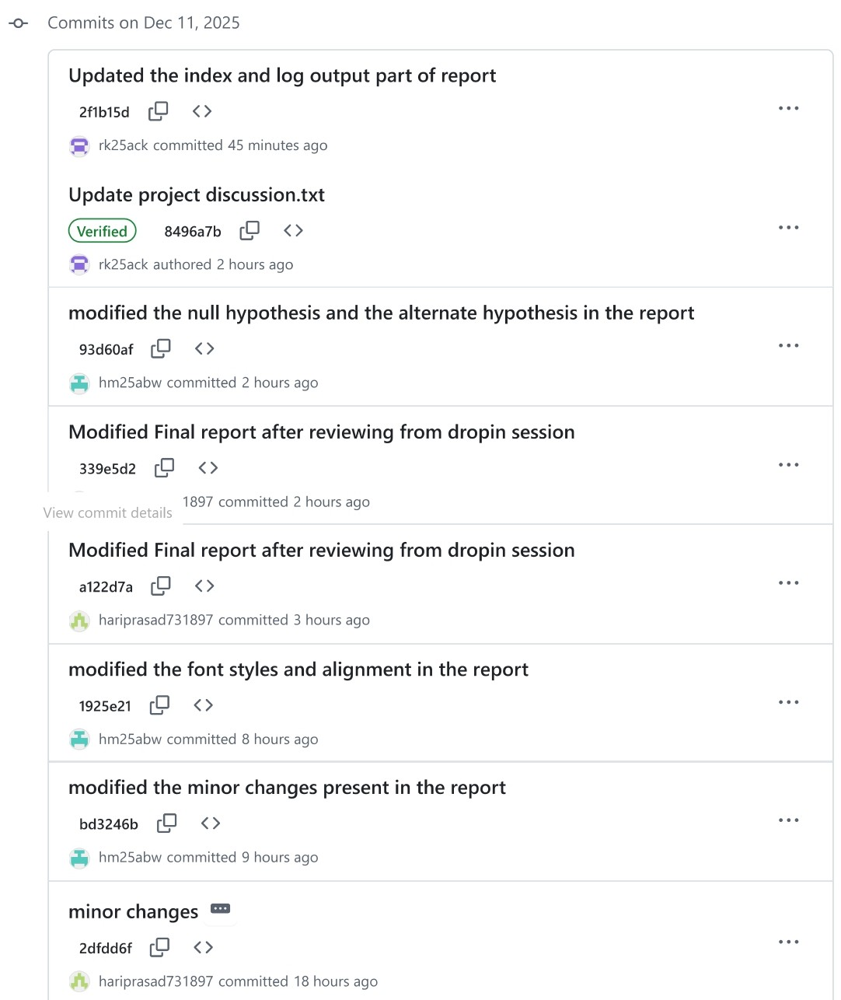 Commits on Dec 11, 2025
Updated the index and log output part of report
2f1b15d
rk25ack committed 45 minutes ago
Update project discussion.txt
Verified 8496a7b
rk25ack authored 2 hours ago
modified the null hypothesis and the alternate hypothesis in the report
93d60af
hm25abw committed 2 hours ago
Modified Final report after reviewing from dropin session
339e5d2
1897 committed 2 hours ago
View commit details
Modified Final report after reviewing from dropin session
a122d7a
hariprasad731897 committed 3 hours ago
modified the font styles and alignment in the report
1925e21
hm25abw committed 8 hours ago
modified the minor changes present in the report
bd3246b
hm25abw committed 9 hours ago
minor changes
2dfdd6f
hariprasad731897 committed 18 hours ago